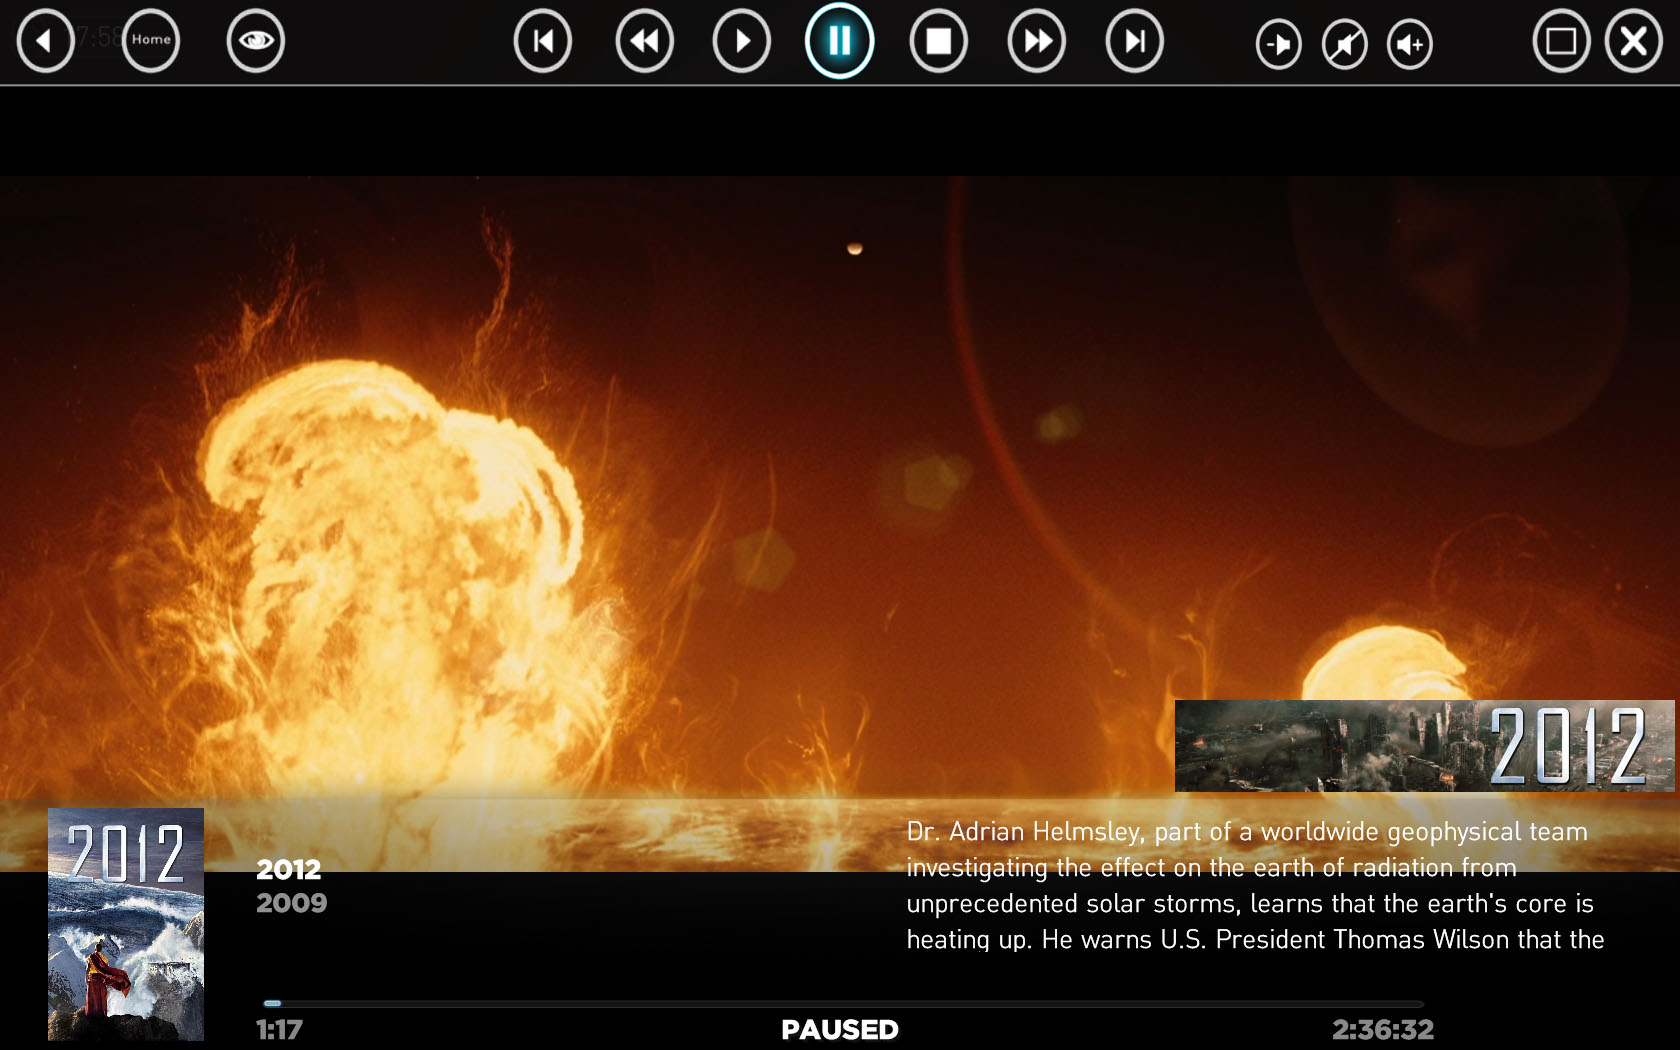 Home
2012
2012
2012
2009
Dr. Adrian Helmsley, part of a worldwide geophysical team
investigating the effect on the earth of radiation from
unprecedented solar storms, learns that the earth's core is
heating up. He warns U.S. President Thomas Wilson that the
1:17
PAUSED
2:36:32